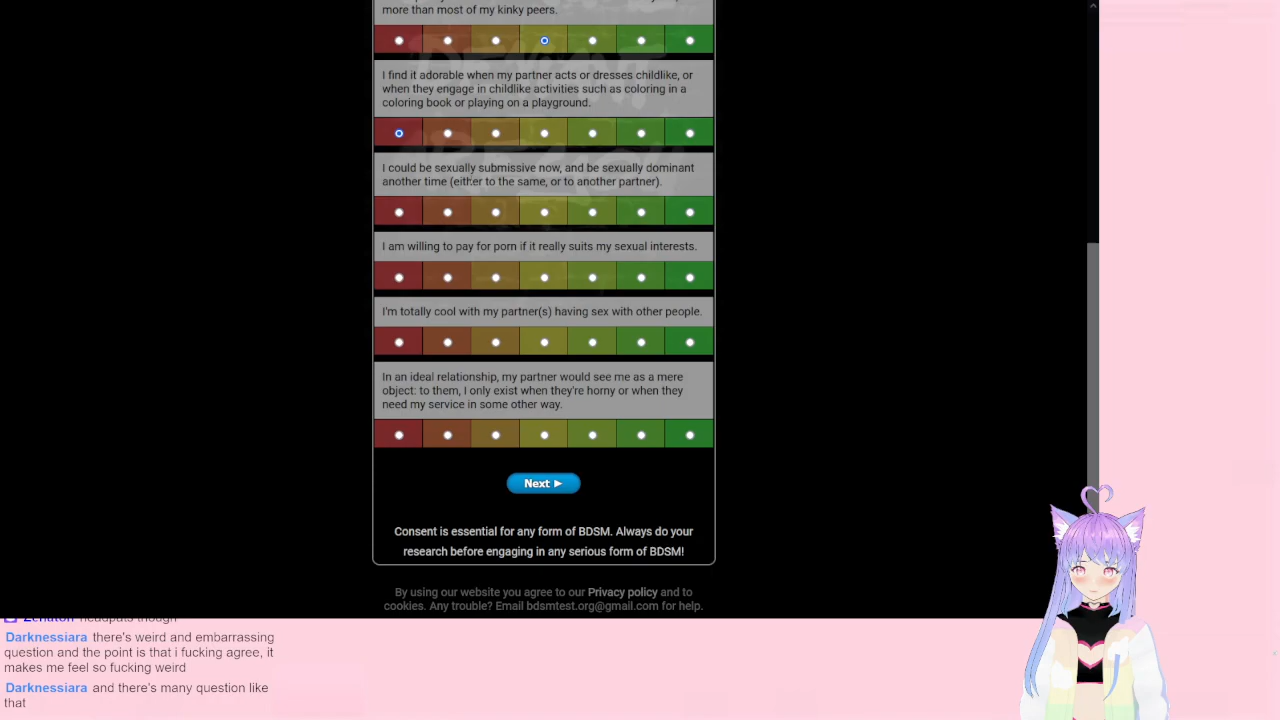 more than most of my kinky peers.
I find it adorable when my partner acts or dresses childlike, or
when they engage in childlike activities such as coloring in a
coloring book or playing on a playground.
I could be sexually submissive now, and be sexually dominant
another time (either to the same, or to another partner).
I am willing to pay for porn if it really suits my sexual interests.
I'm totally cool with my partner(s) having sex with other people.
In an ideal relationship, my partner would see me as a mere
object: to them, I only exist when they're horny or when they
need my service in some other way.
Next ►
Consent is essential for any form of BDSM. Always do your
research before engaging in any serious form of BDSM!
By using our website you agree to our Privacy policy and to
cookies. Any trouble? Email bdsmtest.org@gmail.com for help.
Darknessiara there's weird and embarrassing
question and the point is that i fucking agree, it
makes me feel so fucking weird
Darknessiara and there's many question like
that